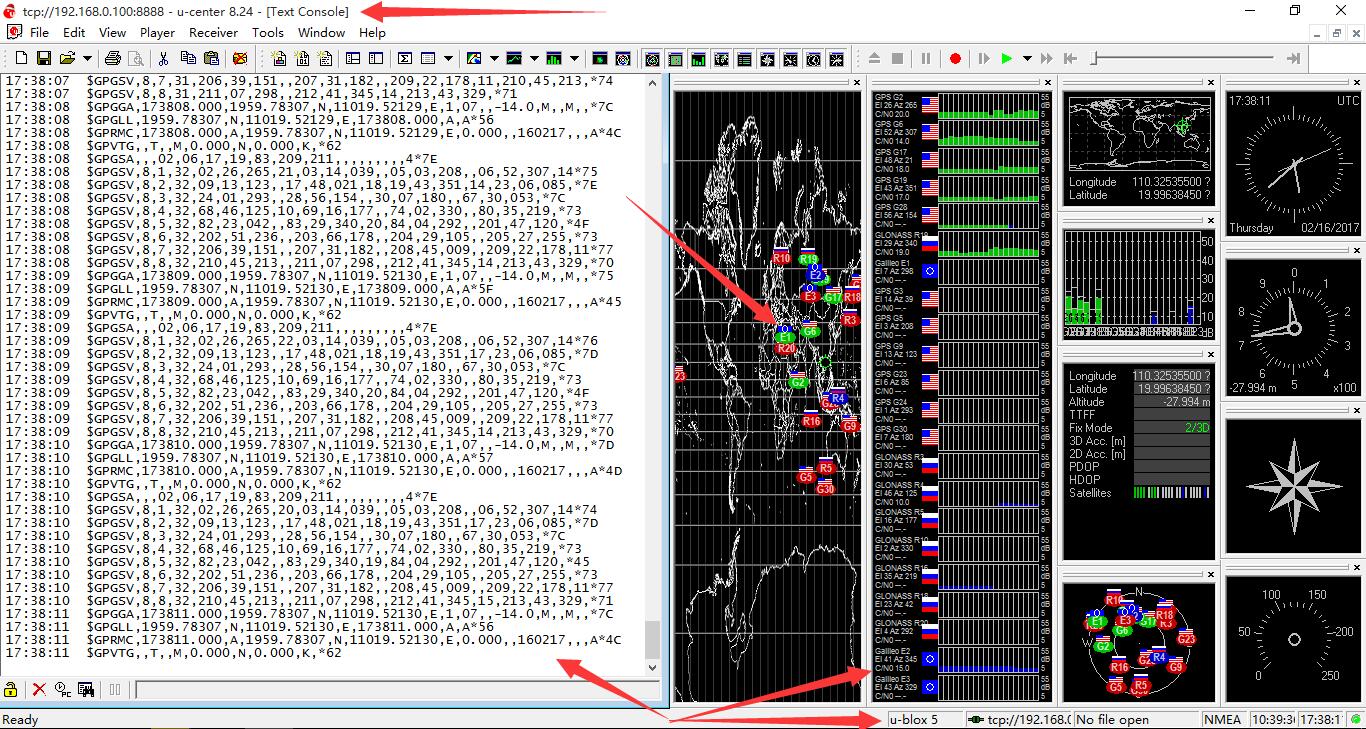 tcp://192.168.0.100:8888 - u-center 8.24 - [Text Console]
File Edit View Player Receiver Tools Window Help
17:38:07 $GPGSV,8,7,31,206,39,151,,207,31,182,,209,22,178,11,210,45,213,*74
17:38:07 $GPGSV,8,8,31,211,07,298,,212,41,345,14,213,43,329,*71
17:38:08 $GPGGA,173808.000,1959.78307,N,11019.52129,E,1,07,,-14.0,M,,M,,*7C
17:38:08 $GPGLL,1959.78307,N,11019.52129,E,173808.000,A,A*56
17:38:08 $GPRMC,173808.000,A,1959.78307,N,11019.52129,E,0.000,,160217,,,A*4C
17:38:08 $GPVTG,,T,,M,0.000,N,0.000,K,*62
17:38:08 $GPGSA,,,02,06,17,19,83,209,211,,,,,,,,,,4*7E
17:38:08 $GPGSV,8,1,32,02,26,265,21,03,14,039,,05,03,208,,06,52,307,14*75
17:38:08 $GPGSV,8,2,32,09,13,123,,17,48,021,18,19,43,351,14,23,06,085,*7E
17:38:08 $GPGSV,8,3,32,24,01,293,,28,56,154,,30,07,180,,67,30,053,*7C
17:38:08 $GPGSV,8,4,32,68,46,125,10,69,16,177,,74,02,330,,80,35,219,*73
17:38:08 $GPGSV,8,5,32,82,23,042,,83,29,340,20,84,04,292,,201,47,120,*4F
17:38:08 $GPGSV,8,6,32,202,51,236,,203,66,178,,204,29,105,,205,27,255,*73
17:38:08 $GPGSV,8,7,32,206,39,151,,207,31,182,,208,45,009,,209,22,178,11*77
17:38:08 $GPGSV,8,8,32,210,45,213,,211,07,298,,212,41,345,14,213,43,329,*70
17:38:09 $GPGGA,173809.000,1959.78307,N,11019.52130,E,1,07,,-14.0,M,,M,,*75
17:38:09 $GPGLL,1959.78307,N,11019.52130,E,173809.000,A,A*5F
17:38:09 $GPRMC,173809.000,A,1959.78307,N,11019.52130,E,0.000,,160217,,,A*45
17:38:09 $GPVTG,,T,,M,0.000,N,0.000,K,*62
17:38:09 $GPGSA,,,02,06,17,19,83,209,211,,,,,,,,,,4*7E
17:38:09 $GPGSV,8,1,32,02,26,265,22,03,14,039,,05,03,208,,06,52,307,14*76
17:38:09 $GPGSV,8,2,32,09,13,123,,17,48,021,18,19,43,351,17,23,06,085,*7D
17:38:09 $GPGSV,8,3,32,24,01,293,,28,56,154,,30,07,180,,67,30,053,*7C
17:38:09 $GPGSV,8,4,32,68,46,125,10,69,16,177,,74,02,330,,80,35,219,*73
17:38:09 $GPGSV,8,5,32,82,23,042,,83,29,340,20,84,04,292,,201,47,120,*4F
17:38:09 $GPGSV,8,6,32,202,51,236,,203,66,178,,204,29,105,,205,27,255,*73
17:38:09 $GPGSV,8,7,32,206,39,151,,207,31,182,,208,45,009,,209,22,178,11*77
17:38:09 $GPGSV,8,8,32,210,45,213,,211,07,298,,212,41,345,14,213,43,329,*70
17:38:10 $GPGGA,173810.000,1959.78307,N,11019.52130,E,1,07,,-14.0,M,,M,,*7D
17:38:10 $GPGLL,1959.78307,N,11019.52130,E,173810.000,A,A*57
17:38:10 $GPRMC,173810.000,A,1959.78307,N,11019.52130,E,0.000,,160217,,,A*4D
17:38:10 $GPVTG,,T,,M,0.000,N,0.000,K,*62
17:38:10 $GPGSA,,,02,06,17,19,83,209,211,,,,,,,,,,4*7E
17:38:10 $GPGSV,8,1,32,02,26,265,20,03,14,039,,05,03,208,,06,52,307,14*74
17:38:10 $GPGSV,8,2,32,09,13,123,,17,48,021,18,19,43,351,17,23,06,085,*7D
17:38:10 $GPGSV,8,3,32,24,01,293,,28,56,154,,30,07,180,,67,30,053,*7C
17:38:10 $GPGSV,8,4,32,68,46,125,10,69,16,177,,74,02,330,,80,35,219,*73
17:38:10 $GPGSV,8,5,32,82,23,042,,83,29,340,19,84,04,292,,201,47,120,*45
17:38:10 $GPGSV,8,6,32,202,51,236,,203,66,178,,204,29,105,,205,27,255,*73
17:38:10 $GPGSV,8,7,32,206,39,151,,207,31,182,,208,45,009,,209,22,178,11*77
17:38:10 $GPGSV,8,8,32,210,45,213,,211,07,298,,212,41,345,15,213,43,329,*71
17:38:11 $GPGGA,173811.000,1959.78307,N,11019.52130,E,1,07,,-14.0,M,,M,,*7C
17:38:11 $GPGLL,1959.78307,N,11019.52130,E,173811.000,A,A*56
17:38:11 $GPRMC,173811.000,A,1959.78307,N,11019.52130,E,0.000,,160217,,,A*4C
17:38:11 $GPVTG,,T,,M,0.000,N,0.000,K,*62
R10
R19
E2
E3
G17
R18
R3
E1
G6
R20
23
G2
R4
R16
G9
R5
G5
G30
GPS G2
El 26 Az 265
C/N0 20.0
GPS G6
El 52 Az 307
C/N0 14.0
GPS G17
El 48 Az 21
C/N0 18.0
GPS G19
El 43 Az 351
C/N0 17.0
GPS G28
El 56 Az 154
C/N0 --.-
GLONASS R19
El 29 Az 340
C/N0 19.0
Galileo E1
El 7 Az 298
C/N0 --.-
GPS G3
El 14 Az 39
C/N0 --.-
GPS G5
El 3 Az 208
C/N0 --.-
GPS G9
El 13 Az 123
C/N0 --.-
GPS G23
El 6 Az 85
C/N0 --.-
GPS G24
El 1 Az 293
C/N0 --.-
GPS G30
El 7 Az 180
C/N0 --.-
GLONASS R3
El 30 Az 53
C/N0 --.-
GLONASS R4
El 46 Az 125
C/N0 10.0
GLONASS R5
El 16 Az 177
C/N0 --.-
GLONASS R10
El 2 Az 330
C/N0 --.-
GLONASS R16
El 35 Az 219
C/N0 --.-
GLONASS R18
El 23 Az 42
C/N0 --.-
GLONASS R20
El 4 Az 292
C/N0 --.-
Galileo E2
El 41 Az 345
C/N0 15.0
Galileo E3
El 43 Az 329
C/N0 --.-
55
dB
5
Longitude 110.32535500 ?
Latitude 19.99638450 ?
50
40
30
20
10
dB
Longitude 110.32535500 ?
Latitude 19.99638450 ?
Altitude -27.994 m
TTFF
Fix Mode 2/3D
3D Acc. [m]
2D Acc. [m]
PDOP
HDOP
Satellites
N
W
R10
E1
E3
R18
R3
G6
G23
G2
R4
R16
G9
G5
R5
17:38:11 UTC
Thursday 02/16/2017
0
1
2
3
4
5
6
7
8
9
-27.994 m x100
0
50
100
150
200
250
Ready
u-blox 5
tcp://192.168.(
No file open
NMEA
10:39:3
17:38:1